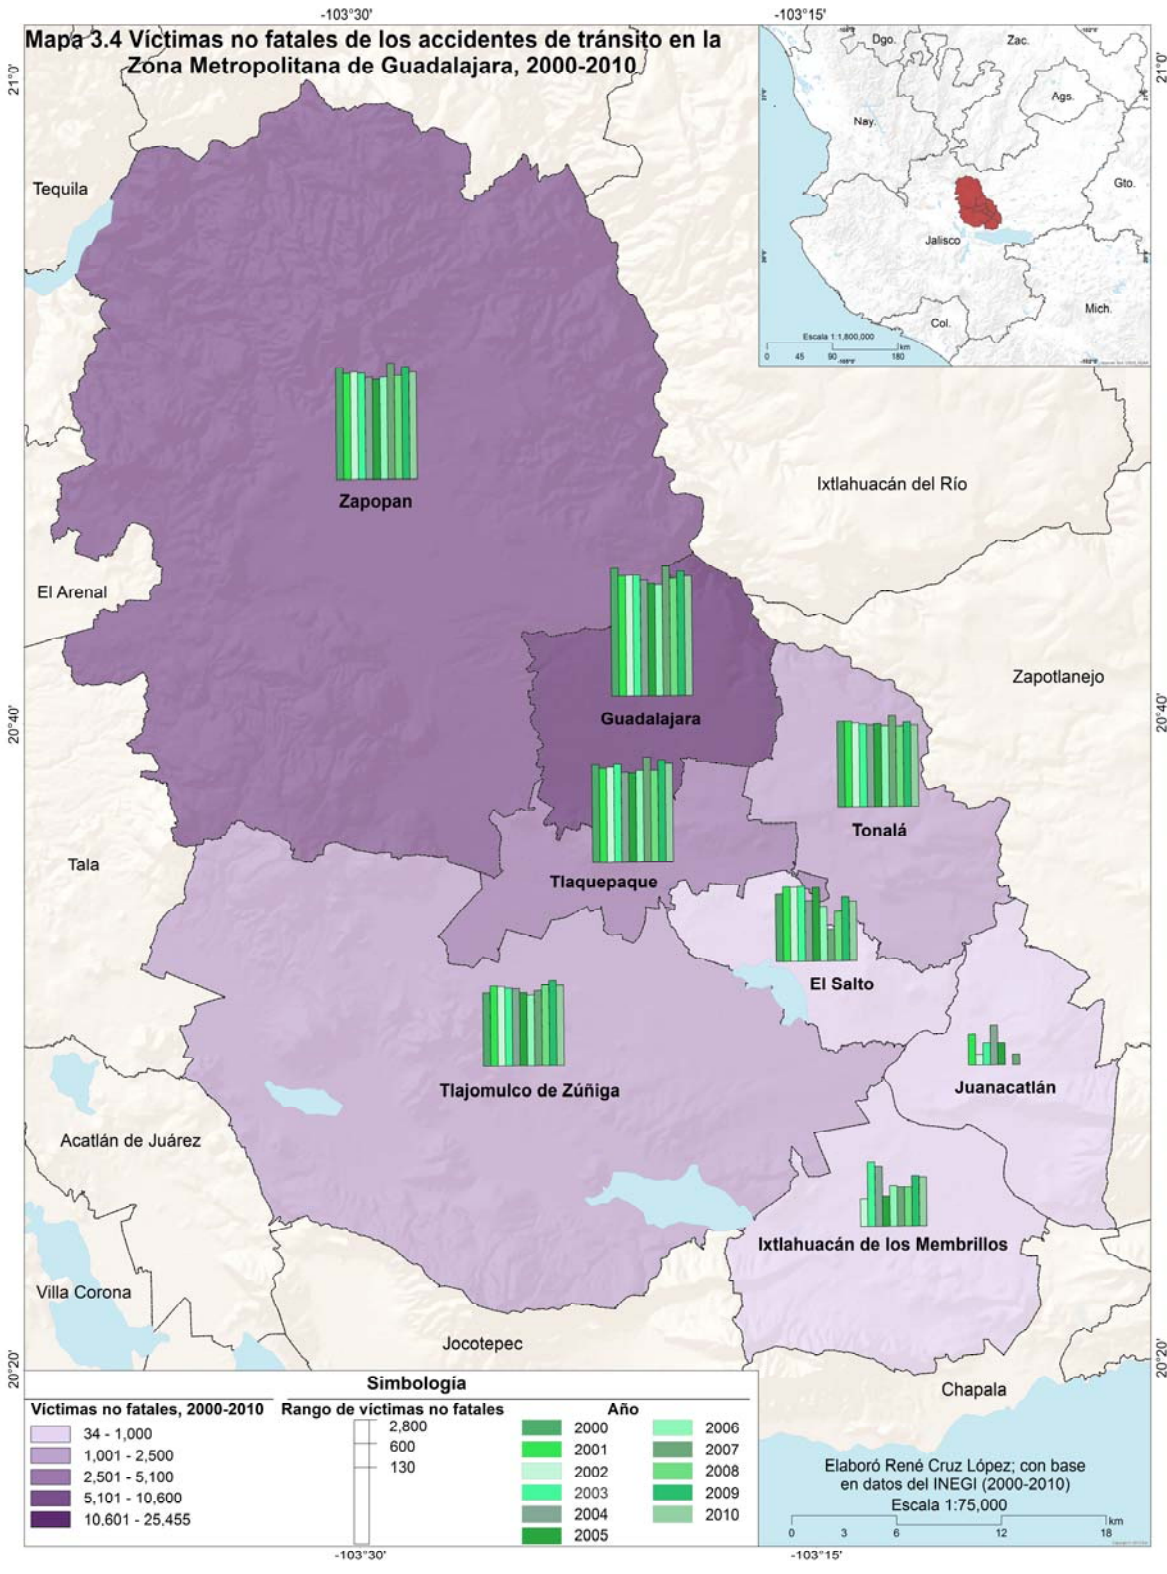 -103°30'
-103°15'
Mapa 3.4 Víctimas no fatales de los accidentes de tránsito en la
Zona Metropolitana de Guadalajara, 2000-2010
21°0'
21°0'
Dgo.
Zac.
Ags.
Nay.
Gto.
Jalisco
Mich.
Col.
Escala 1:1,800,000
0 45 90 180 km
Tequila
Zapopan
Ixtlahuacán del Río
El Arenal
Zapotlanejo
Guadalajara
20°40'
20°40'
Tonalá
Tala
Tlaquepaque
El Salto
Tlajomulco de Zúñiga
Juanacatlán
Acatlán de Juárez
Ixtlahuacán de los Membrillos
Villa Corona
Jocotepec
20°20'
20°20'
Chapala
Simbología
Víctimas no fatales, 2000-2010
34 - 1,000
1,001 - 2,500
2,501 - 5,100
5,101 - 10,600
10,601 - 25,455
Rango de víctimas no fatales
2,800
600
130
Año
2000
2001
2002
2003
2004
2005
2006
2007
2008
2009
2010
Elaboró René Cruz López; con base
en datos del INEGI (2000-2010)
Escala 1:75,000
0 3 6 12 18 km
-103°30'
-103°15'